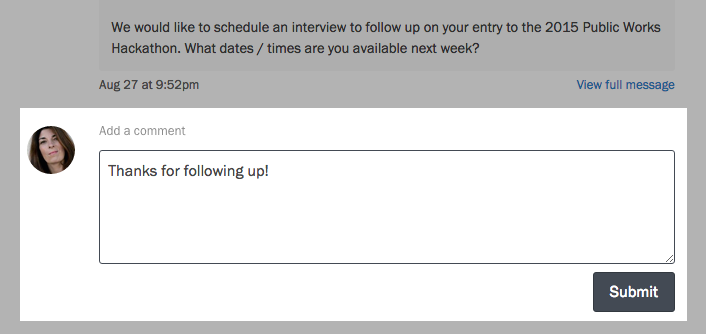 We would like to schedule an interview to follow up on your entry to the 2015 Public Works
Hackathon. What dates / times are you available next week?
Aug 27 at 9:52pm
View full message
Add a comment
Thanks for following up!
Submit